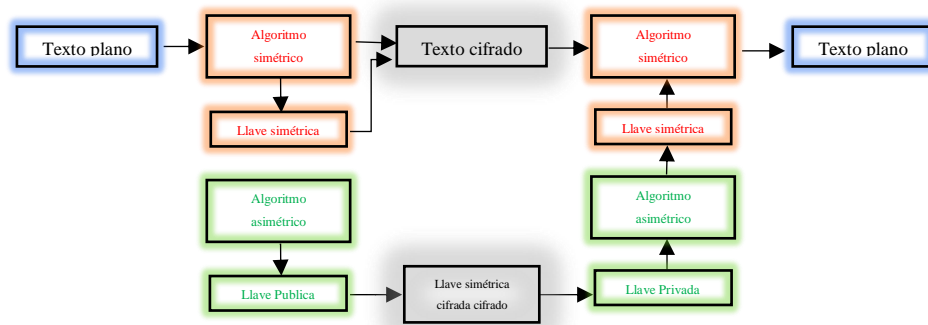 Texto plano
Algoritmo
simétrico
Texto cifrado
Algoritmo
simétrico
Texto plano
Llave simétrica
Llave simétrica
Algoritmo
asimétrico
Algoritmo
asimétrico
Llave Publica
Llave simétrica
cifrada cifrado
Llave Privada